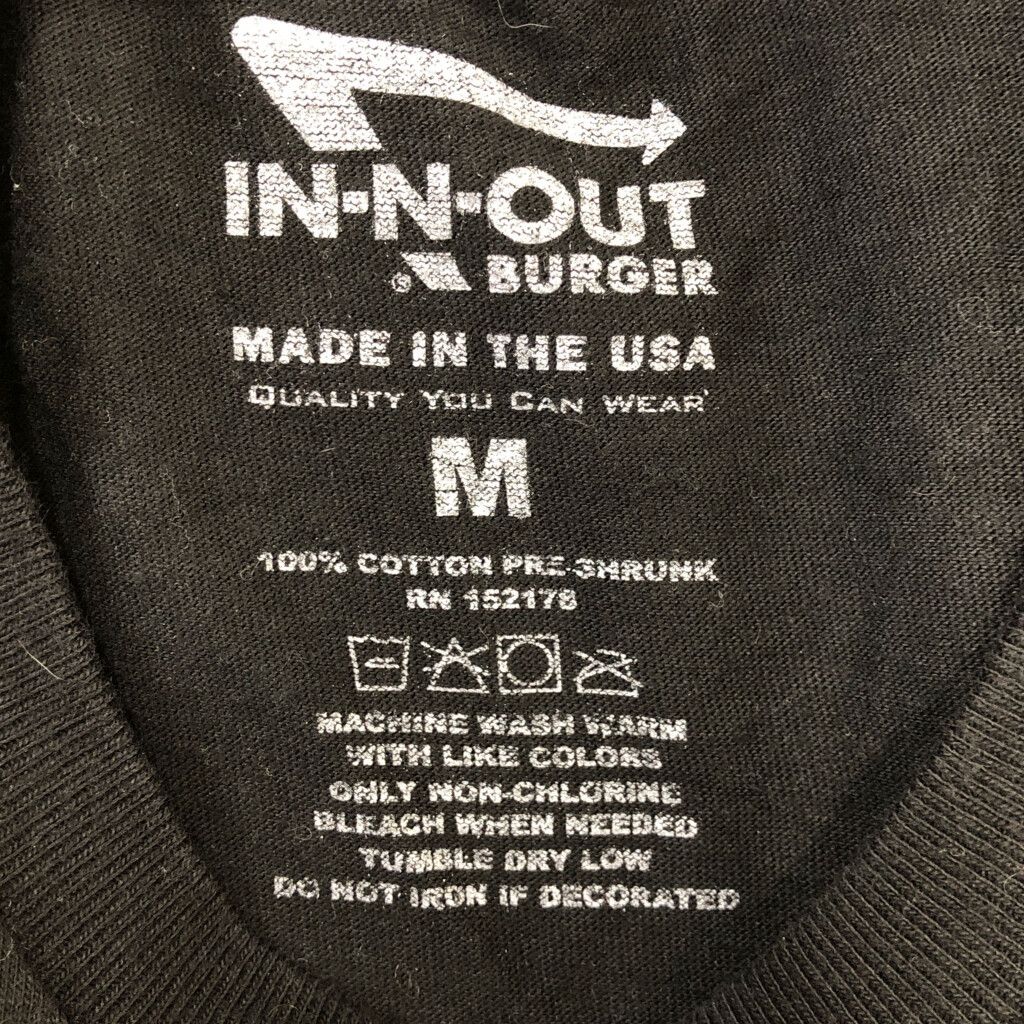 IN-N-OUT
® BURGER
MADE IN THE USA
QUALITY YOU CAN WEAR
M
100% COTTON PRE-SHRUNK
RN 152178
MACHINE WASH WARM
WITH LIKE COLORS
ONLY NON-CHLORINE
BLEACH WHEN NEEDED
TUMBLE DRY LOW
DO NOT IRON IF DECORATED